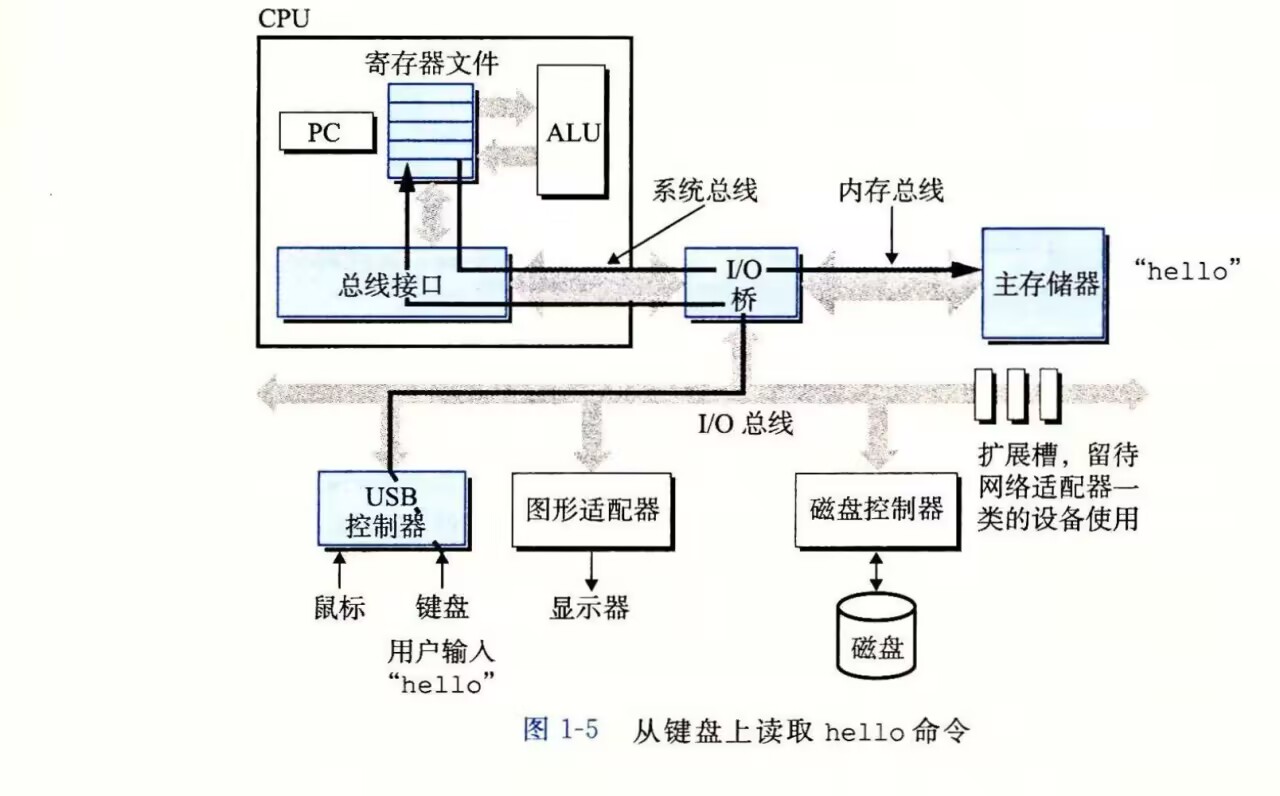 CPU
寄存器文件
PC
ALU
系统总线
内存总线
总线接口
I/O
桥
主存储器
“hello”
I/O 总线
扩展槽，留待
网络适配器一
类的设备使用
USB
控制器
图形适配器
磁盘控制器
鼠标
键盘
显示器
磁盘
用户输入
“hello”
图 1-5 从键盘上读取 hello 命令